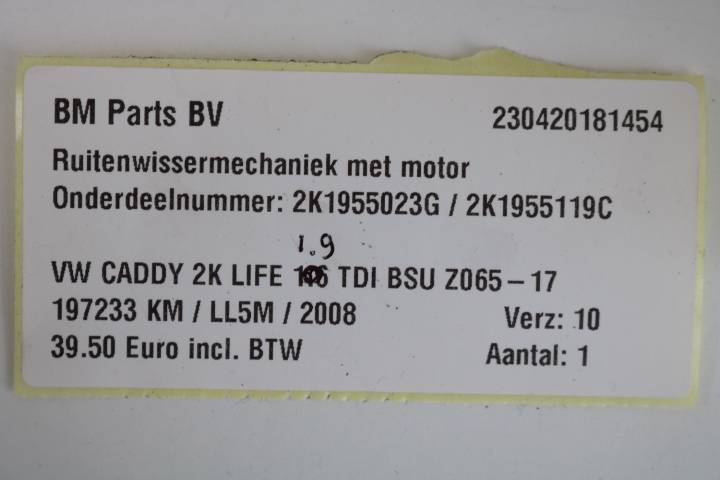 BM Parts BV 230420181454
Ruitenwissermechaniek met motor
Onderdeelnummer: 2K1955023G / 2K1955119C
1.9
VW CADDY 2K LIFE TDI BSU Z065-17
197233 KM / LL5M / 2008 Verz: 10
39.50 Euro incl. BTW Aantal: 1